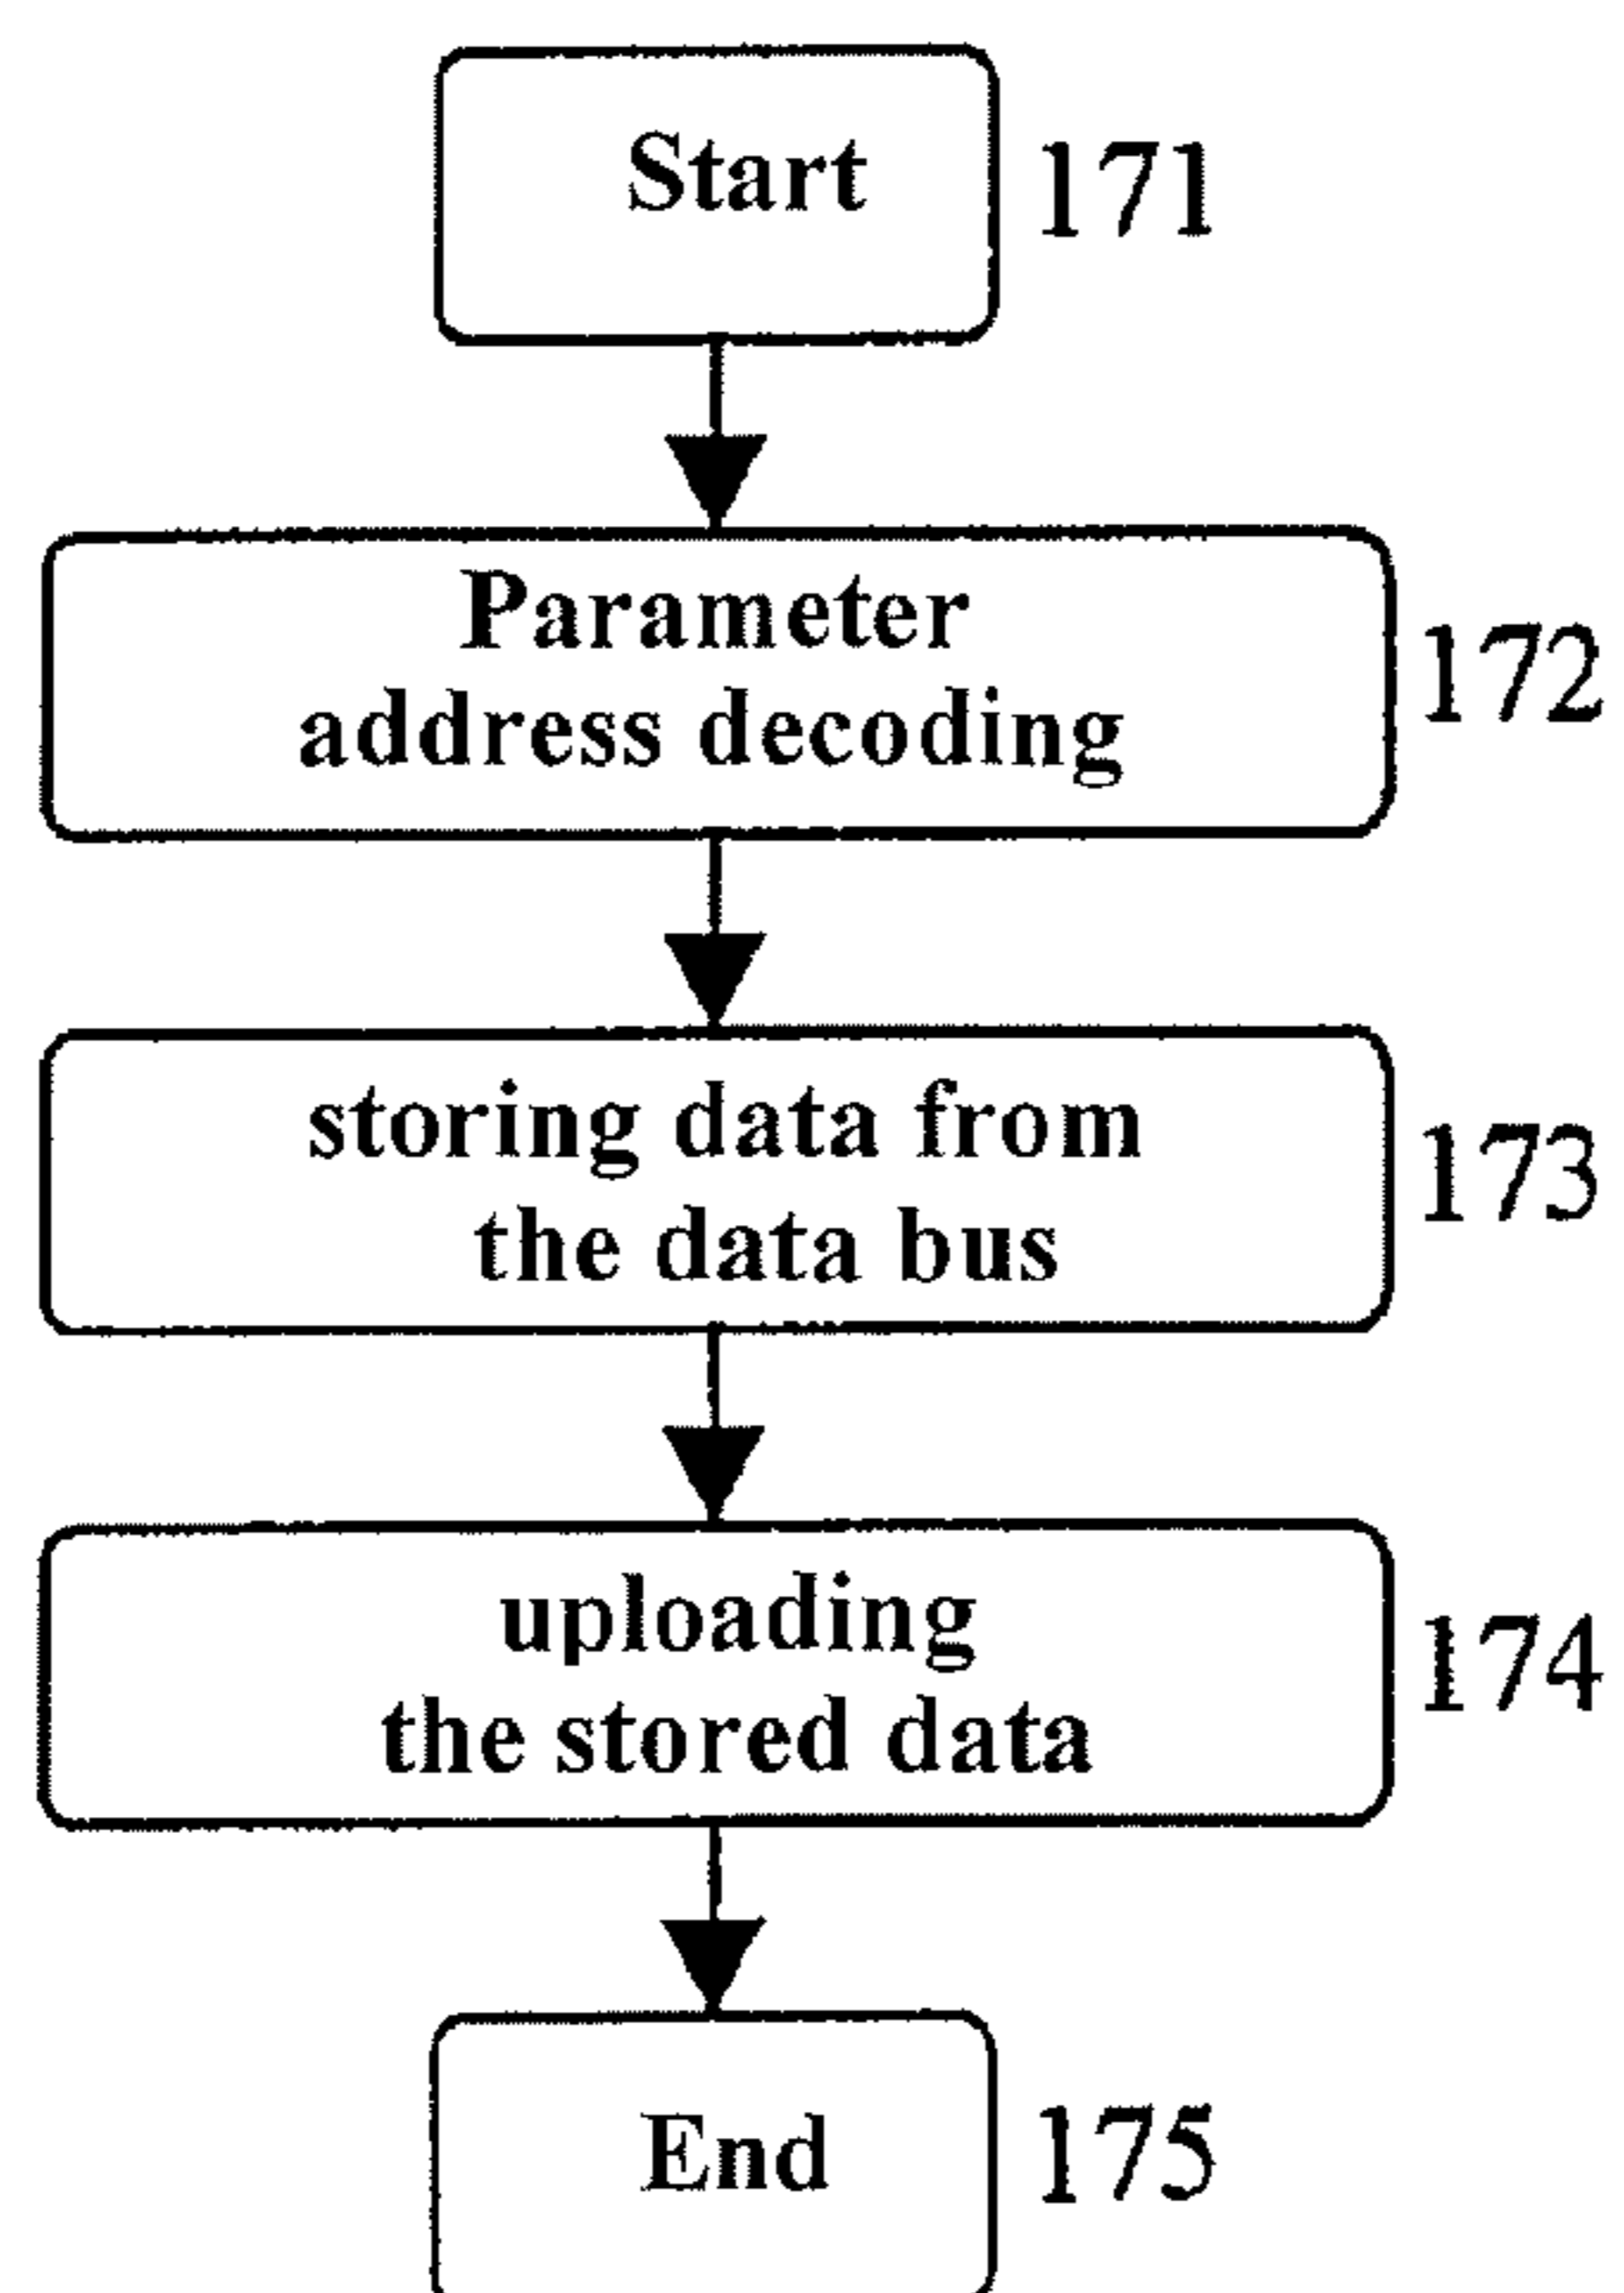 Start
171
Parameter
address decoding
172
storing data from
the data bus
173
uploading
the stored data
174
End
175